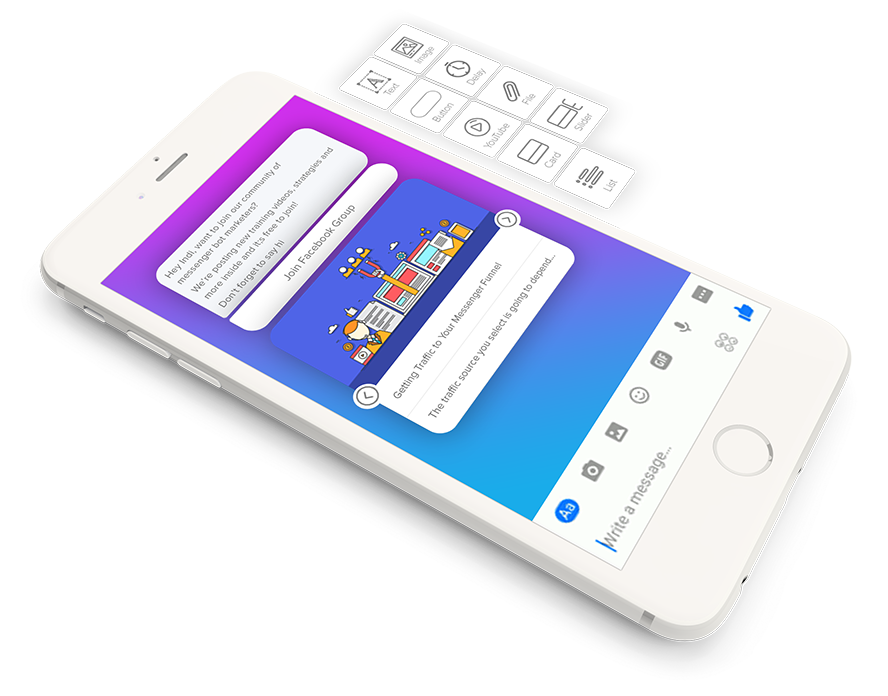 Image
Text
Delay
Button
File
YouTube
Slider
Card
List
Hey Indi, want to join our community of
messenger bot marketers?
We're posting new training videos, strategies and
more inside and it;s free to join!
Don't forget to say hi
Join Facebook Group
Getting Traffic to Your Messenger Funnel
The traffic source you select is going to depend...
GIF
Aa
Write a message...